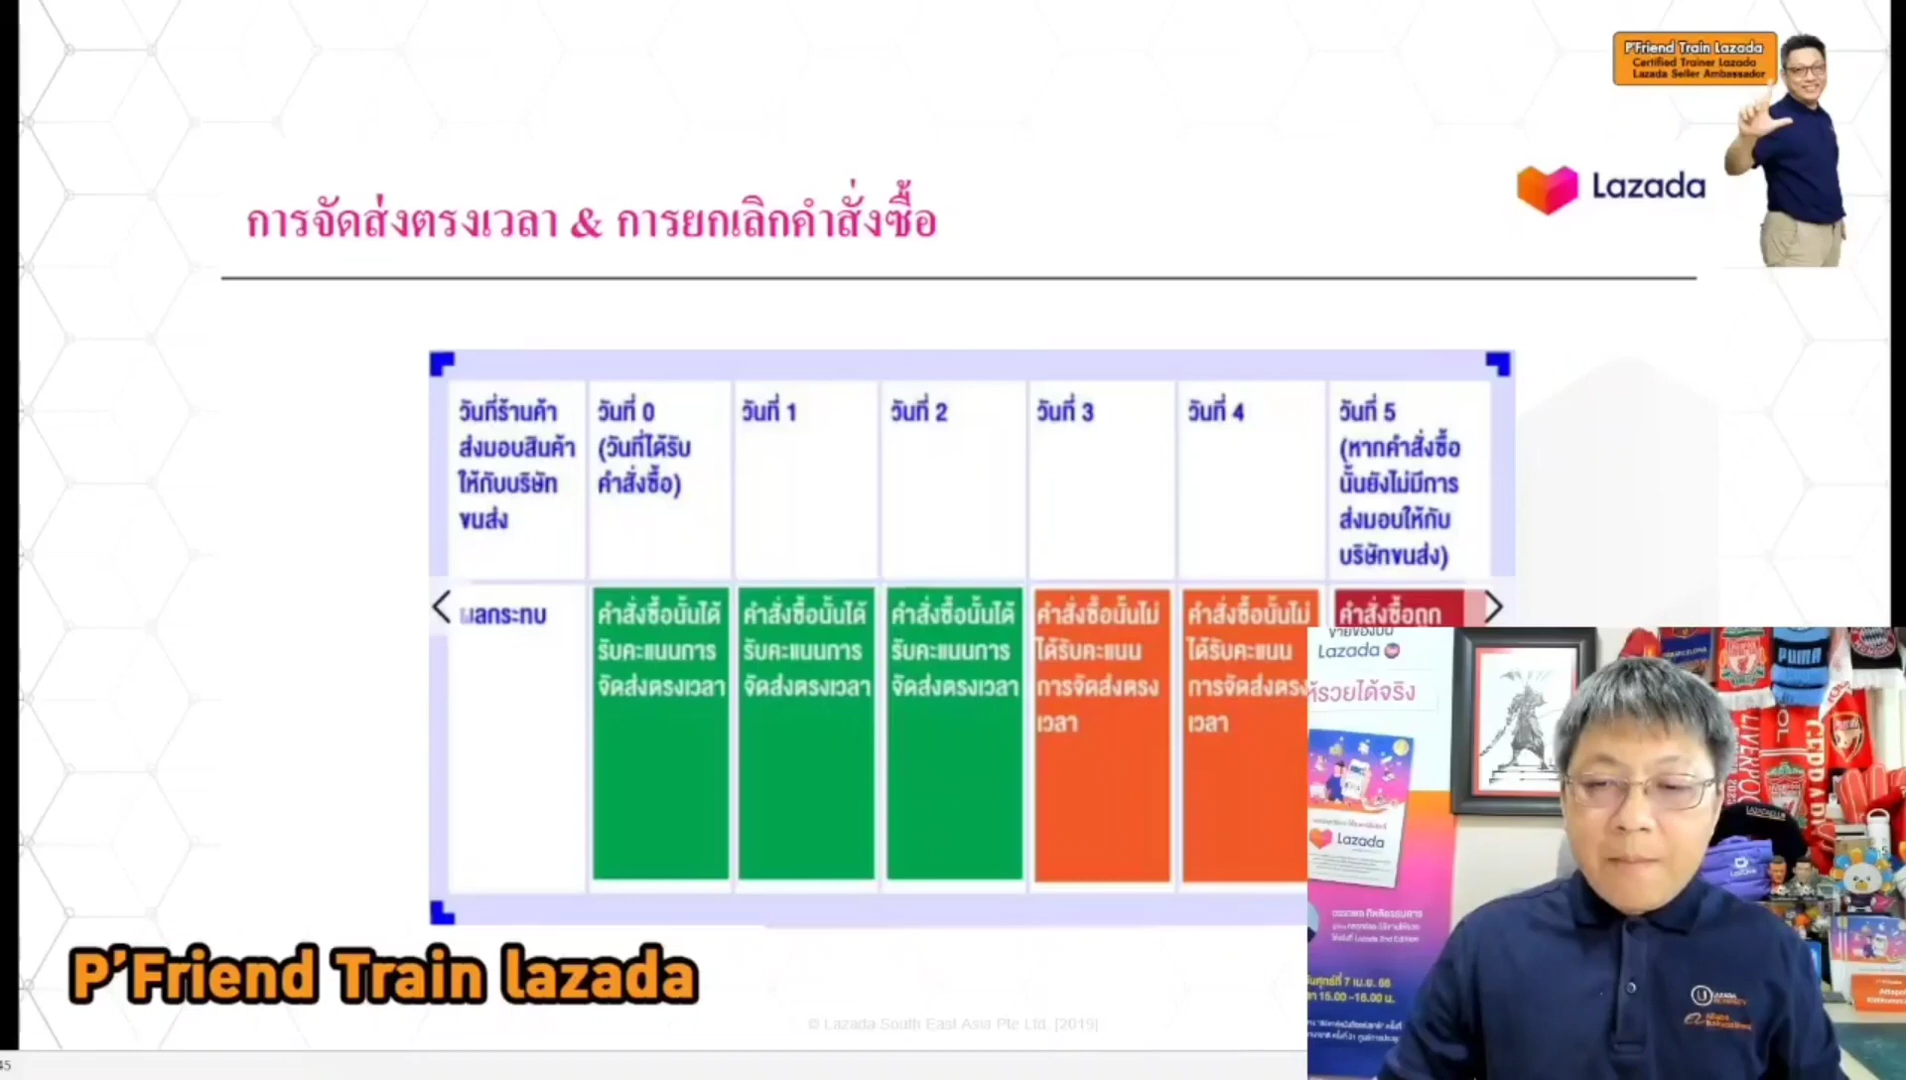 P'Friend Train Lazada
Certified Trainer Lazada
Lazada Seller Ambassador
Lazada
การจัดส่งตรงเวลา & การยกเลิกคำสั่งซื้อ
วันที่ร้านค้า
ส่งมอบสินค้า
ให้กับบริษัท
ขนส่ง
วันที่ 0
(วันที่ได้รับ
คำสั่งซื้อ)
วันที่ 1
วันที่ 2
วันที่ 3
วันที่ 4
วันที่ 5
(หากคำสั่งซื้อ
นั้นยังไม่มีการ
ส่งมอบให้กับ
บริษัทขนส่ง)
ผลกระทบ
คำสั่งซื้อนั้นได้
รับคะแนนการ
จัดส่งตรงเวลา
คำสั่งซื้อนั้นได้
รับคะแนนการ
จัดส่งตรงเวลา
คำสั่งซื้อนั้นได้
รับคะแนนการ
จัดส่งตรงเวลา
คำสั่งซื้อนั้นไม่
ได้รับคะแนน
การจัดส่งตรง
เวลา
คำสั่งซื้อนั้นไม่
ได้รับคะแนน
การจัดส่งตรง
เวลา
คำสั่งซื้อถูก
Lazada
ห้รวยได้จริง
Lazada
PUMA
P'Friend Train lazada
© Lazada South East Asia Pte Ltd. [2019]
45